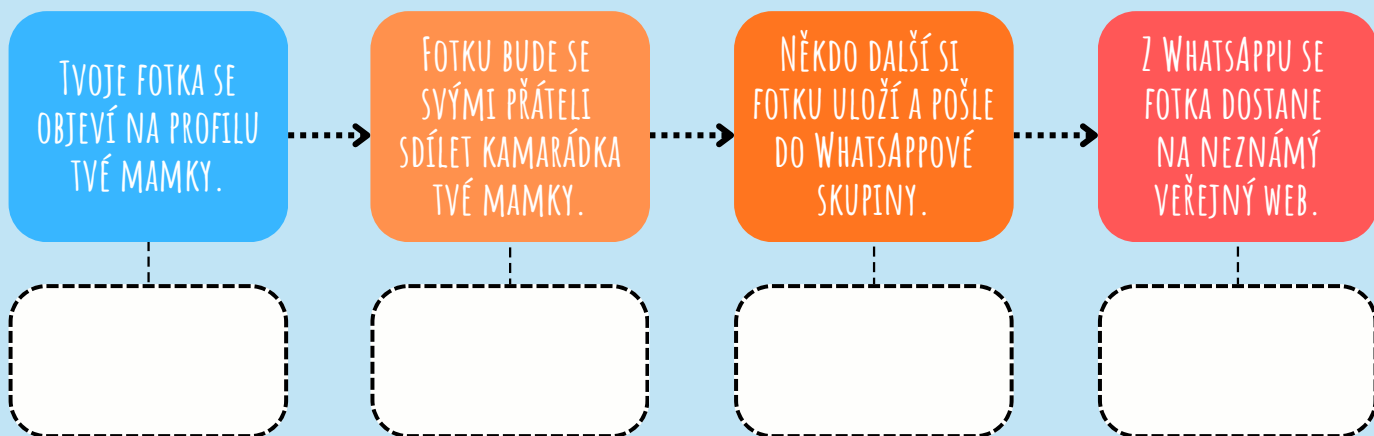 Tvoje fotka se
objeví na profilu
tvé mamky.
Fotku bude se
svými přáteli
sdílet kamarádka
tvé mamky.
Někdo další si
fotku uloží a pošle
do WhatsAppové
skupiny.
Z WhatsAppu se
fotka dostane
na neznámý
veřejný web.